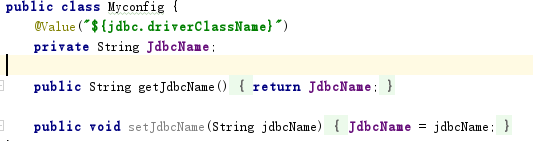 public class Myconfig {
@Value("${jdbc.driverClassName}")
private String JdbcName;
public String getJdbcName() { return JdbcName; }
public void setJdbcName(String jdbcName) { JdbcName = jdbcName; }